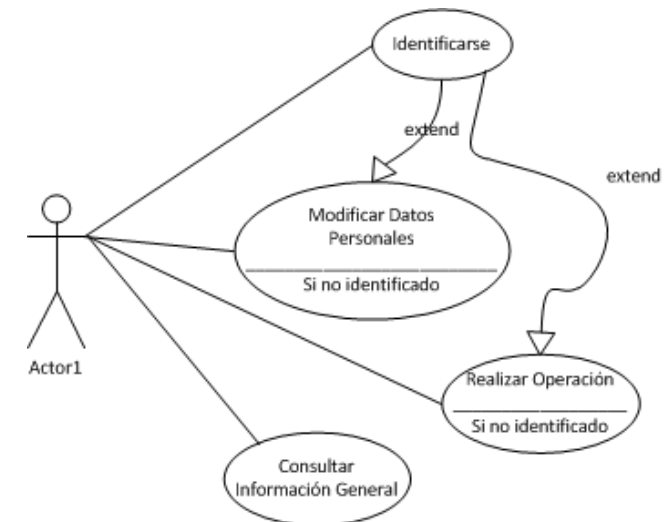 Identificarse
extend
extend
Modificar Datos
Personales
Si no identificado
Actor1
Realizar Operación
Si no identificado
Consultar
Información General